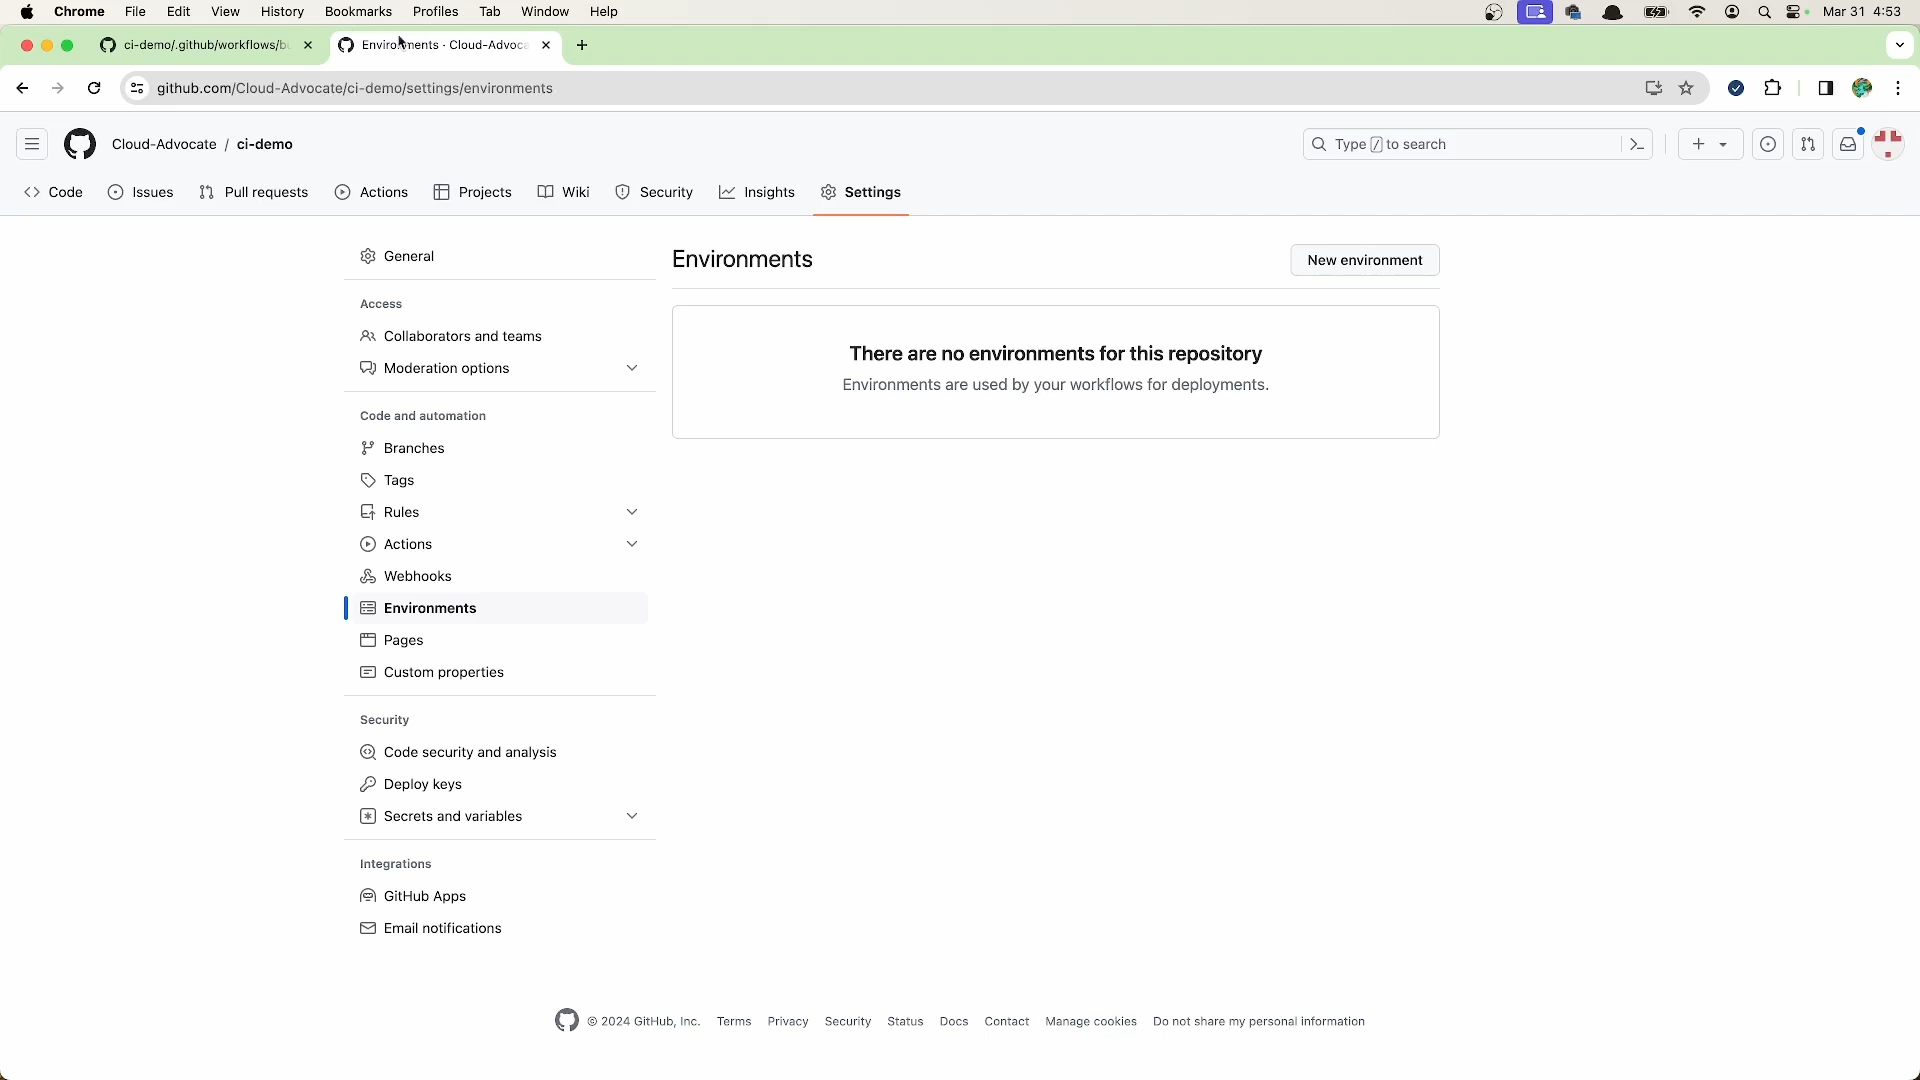 Chrome File Edit View History Bookmarks Profiles Tab Window Help Mar 31 4:53
ci-demo/.github/workflows/bu Environments · Cloud-Advoca
github.com/Cloud-Advocate/ci-demo/settings/environments
Cloud-Advocate / ci-demo Type / to search
Code Issues Pull requests Actions Projects Wiki Security Insights Settings
General
Access
Collaborators and teams
Moderation options
Code and automation
Branches
Tags
Rules
Actions
Webhooks
Environments
Pages
Custom properties
Security
Code security and analysis
Deploy keys
Secrets and variables
Integrations
GitHub Apps
Email notifications
Environments
New environment
There are no environments for this repository
Environments are used by your workflows for deployments.
© 2024 GitHub, Inc. Terms Privacy Security Status Docs Contact Manage cookies Do not share my personal information